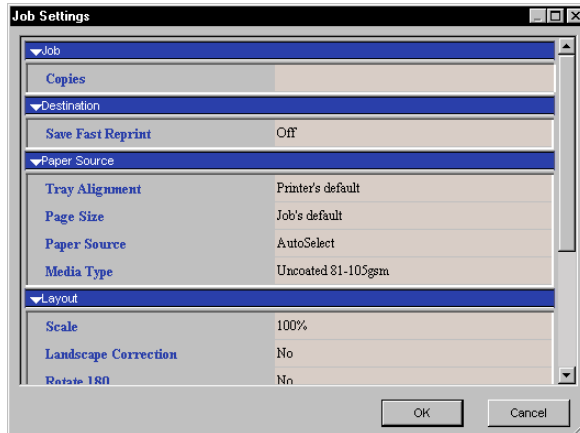 Job Settings
Job
Copies
Destination
Save Fast Reprint Off
Paper Source
Tray Alignment Printer's default
Page Size Job's default
Paper Source AutoSelect
Media Type Uncoated 81-105gsm
Layout
Scale 100%
Landscape Correction No
Rotate 180 No
OK Cancel